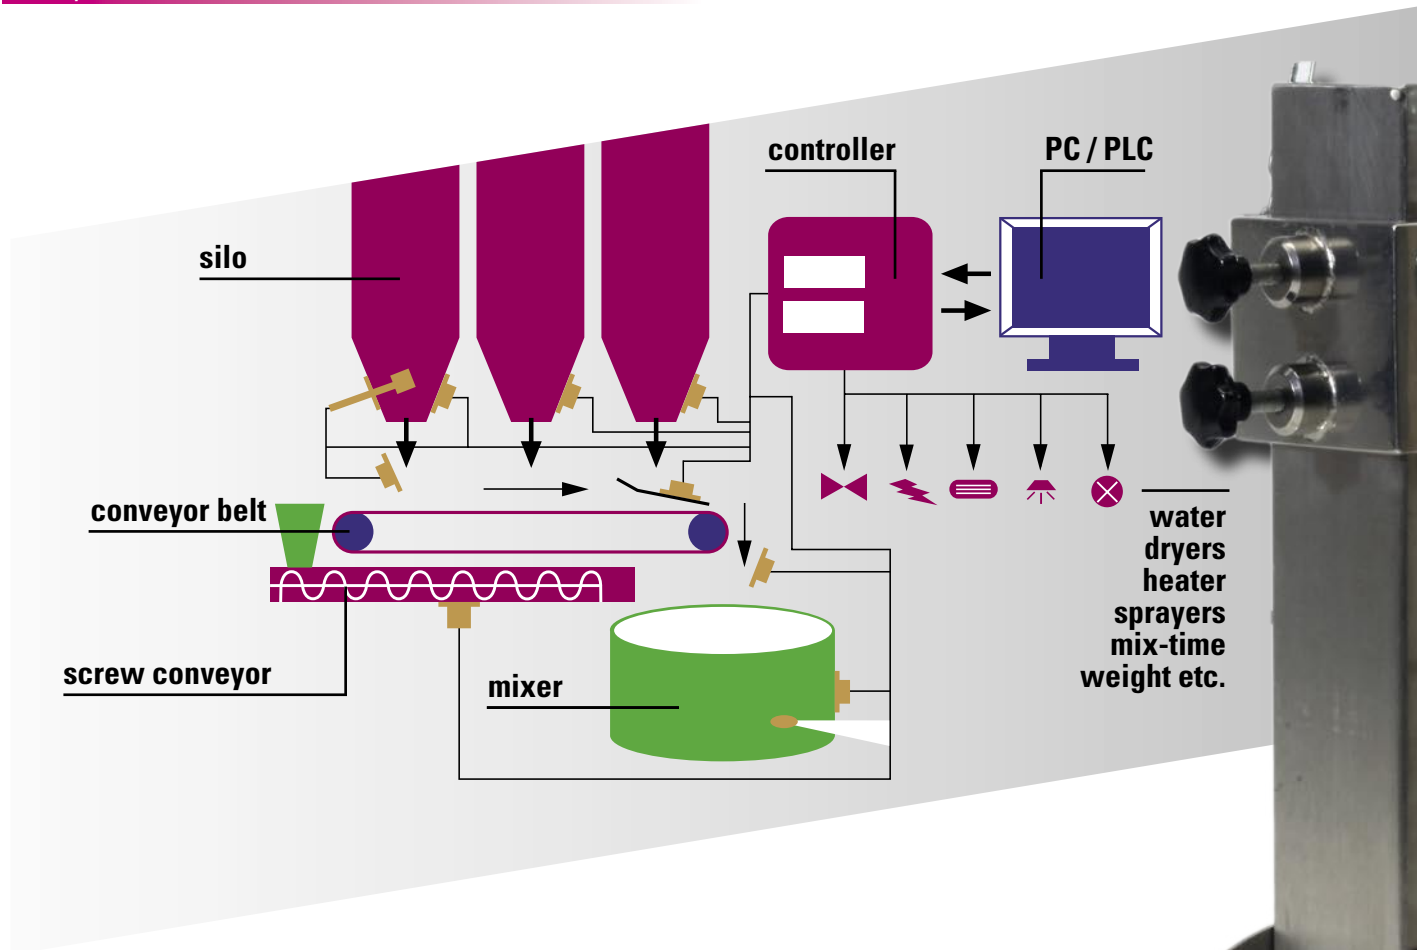 controller
PC / PLC
silo
conveyor belt
water
dryers
heater
sprayers
mix-time
weight etc.
screw conveyor
mixer